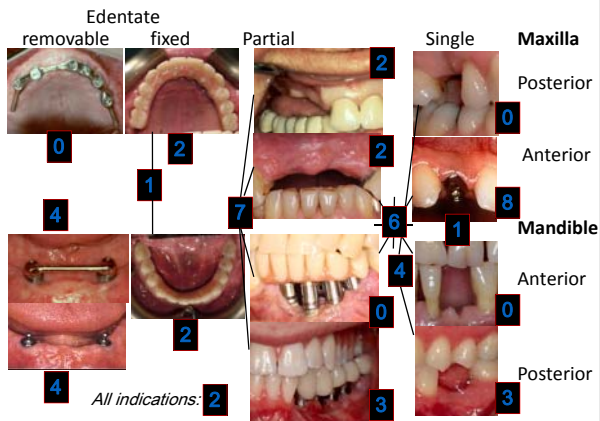 Edentate
removable fixed Partial Single Maxilla
2
Posterior
0 2 0
2 Anterior
1
4 7 6 8
1 Mandible
4 Anterior
0 0
2
4 Posterior
All indications: 2 3 3